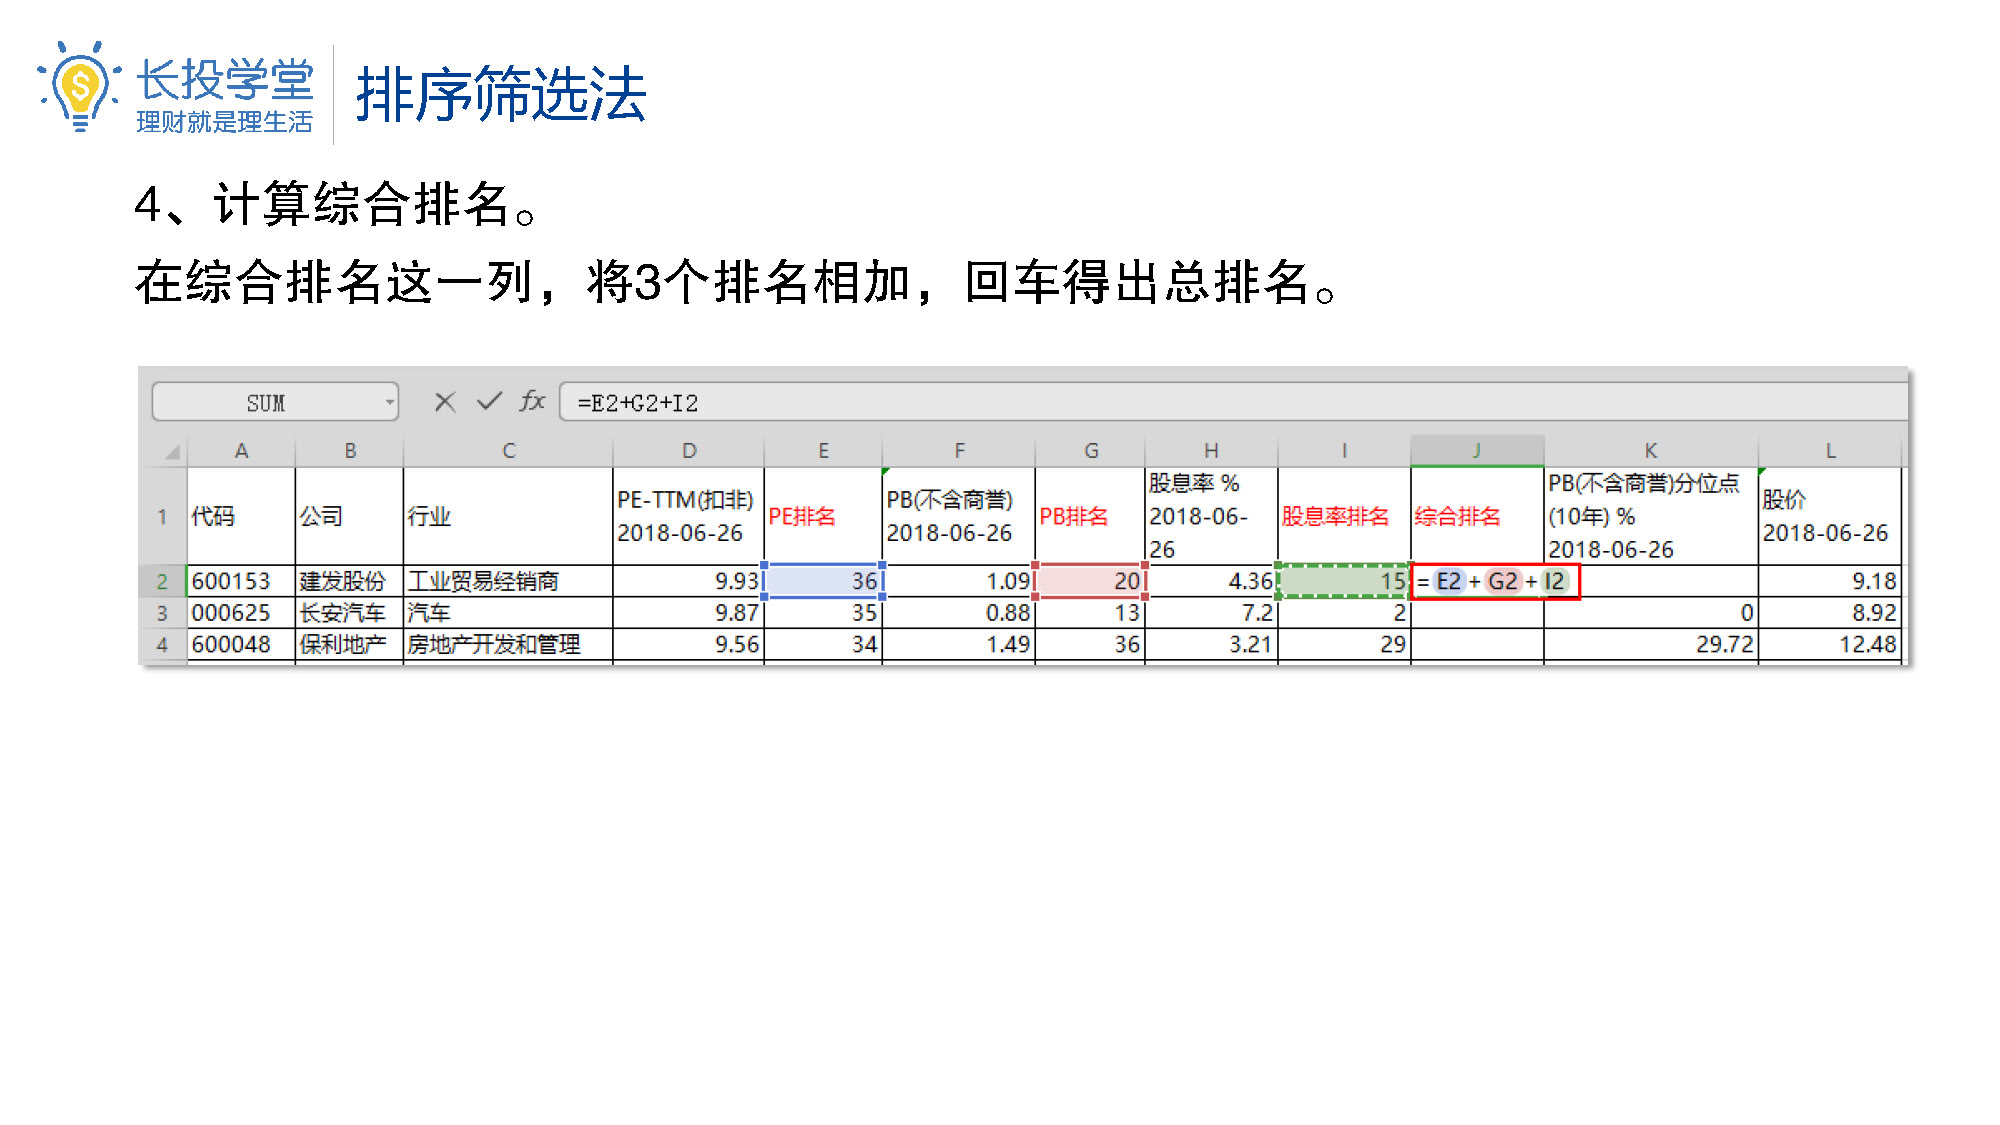 长投学堂
理财就是理生活
排序筛选法
4、计算综合排名。
在综合排名这一列，将3个排名相加，回车得出总排名。
SUM fx =E2+G2+I2
A B C D E F G H I J K L
1 代码 公司 行业 PE-TTM(扣非) 2018-06-26 PE排名 PB(不含商誉) 2018-06-26 PB排名 股息率 % 2018-06-26 股息率排名 综合排名 PB(不含商誉)分位点(10年) % 2018-06-26 股价 2018-06-26
2 600153 建发股份 工业贸易经销商 9.93 36 1.09 20 4.36 15 =E2+G2+I2 9.18
3 000625 长安汽车 汽车 9.87 35 0.88 13 7.2 2 0 8.92
4 600048 保利地产 房地产开发和管理 9.56 34 1.49 36 3.21 29 29.72 12.48